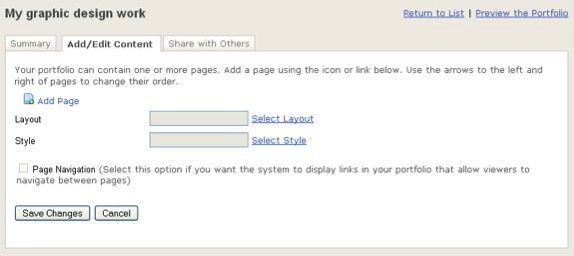 My graphic design work
Return to List | Preview the Portfolio
Summary
Add/Edit Content
Share with Others
Your portfolio can contain one or more pages. Add a page using the icon or link below. Use the arrows to the left and
right of pages to change their order.
Add Page
Layout
Select Layout
Style
Select Style
Page Navigation (Select this option if you want the system to display links in your portfolio that allow viewers to
navigate between pages)
Save Changes
Cancel